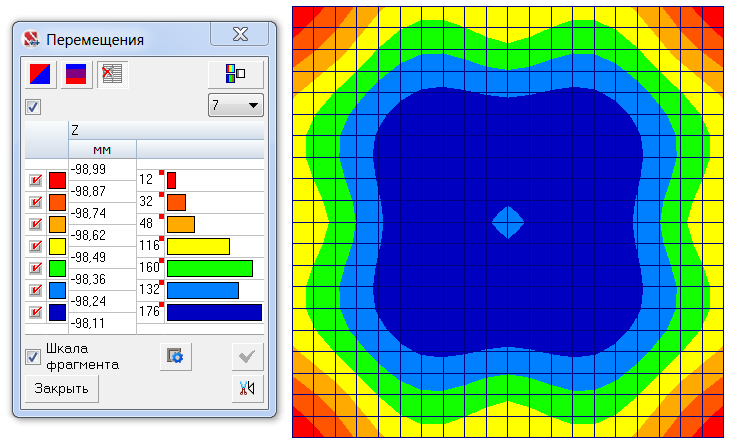 Перемещения
7
Z
мм
-98,99
12
-98,87
32
-98,74
48
-98,62
116
-98,49
160
-98,36
132
-98,24
176
-98,11
Шкала
фрагмента
Закрыть